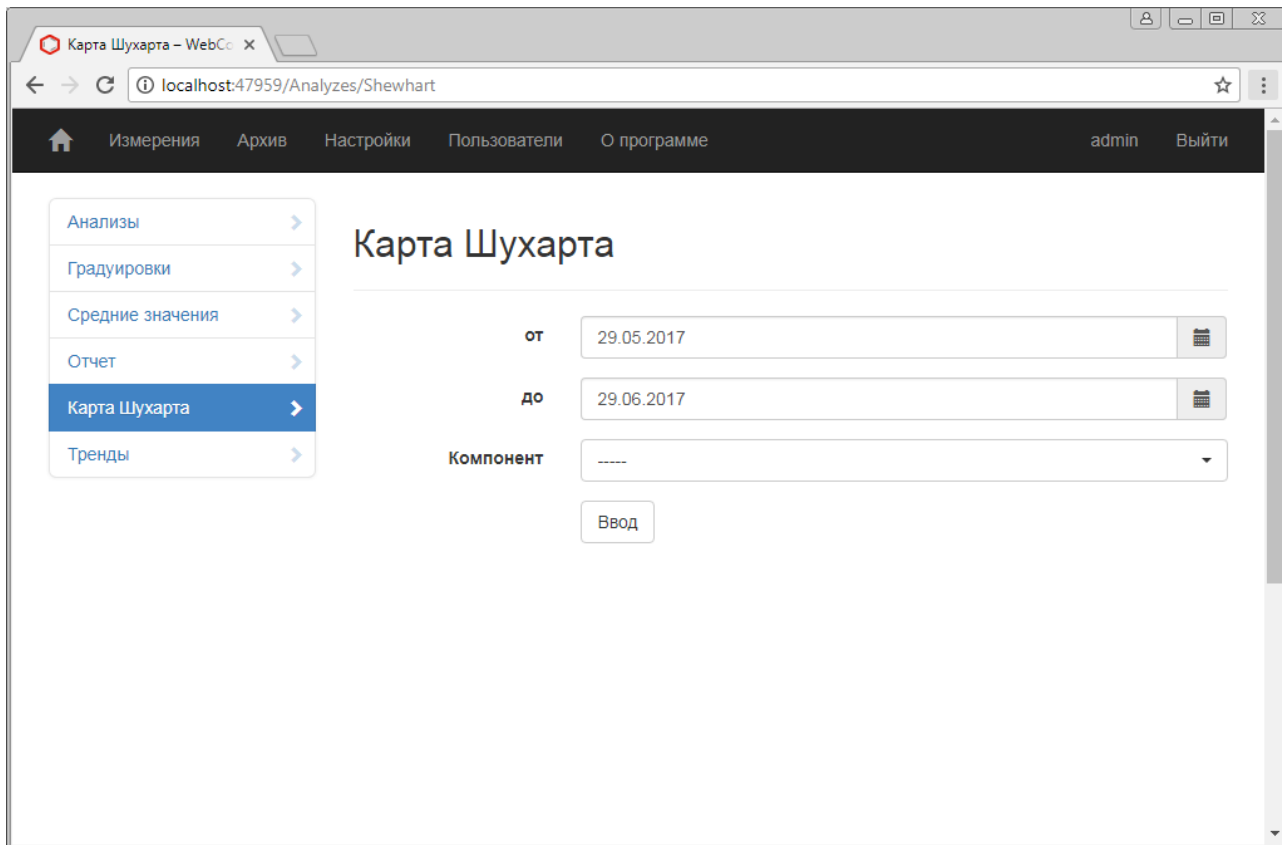 Карта Шухарта – WebCo
localhost:47959/Analyzes/Shewhart
Измерения Архив Настройки Пользователи О программе admin Выйти
Анализы
Градуировки
Средние значения
Отчет
Карта Шухарта
Тренды
Карта Шухарта
от 29.05.2017
до 29.06.2017
Компонент -----
Ввод